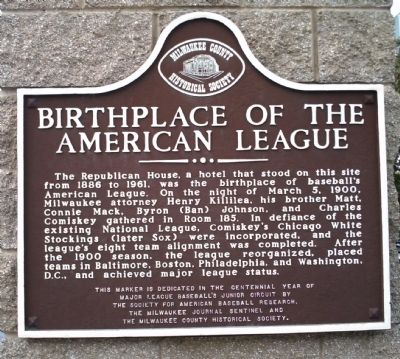 MILWAUKEE COUNTY
HISTORICAL SOCIETY
BIRTHPLACE OF THE
AMERICAN LEAGUE
The Republican House, a hotel that stood on this site
from 1886 to 1961, was the birthplace of baseball's
American League. On the night of March 5, 1900,
Milwaukee attorney Henry Killilea, his brother Matt,
Connie Mack, Byron (Ban) Johnson, and Charles
Comiskey gathered in Room 185. In defiance of the
existing National League, Comiskey's Chicago White
Stockings (later Sox) were incorporated, and the
league's eight team alignment was completed. After
the 1900 season, the league reorganized, placed
teams in Baltimore, Boston, Philadelphia, and Washington,
D.C., and achieved major league status.
THIS MARKER IS DEDICATED IN THE CENTENNIAL YEAR OF
MAJOR LEAGUE BASEBALL'S JUNIOR CIRCUIT BY
THE SOCIETY FOR AMERICAN BASEBALL RESEARCH,
THE MILWAUKEE JOURNAL SENTINEL AND
THE MILWAUKEE COUNTY HISTORICAL SOCIETY.